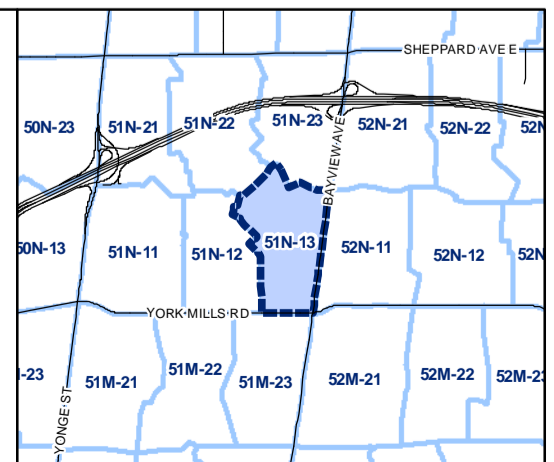 SHEPPARD AVE E
50N-23
51N-21
51N-22
51N-23
52N-21
52N-22
52N
BAYVIEW AVE
50N-13
51N-11
51N-12
51N-13
52N-11
52N-12
52N
YORK MILLS RD
-23
51M-21
51M-22
51M-23
52M-21
52M-22
52M-23
YONGE ST